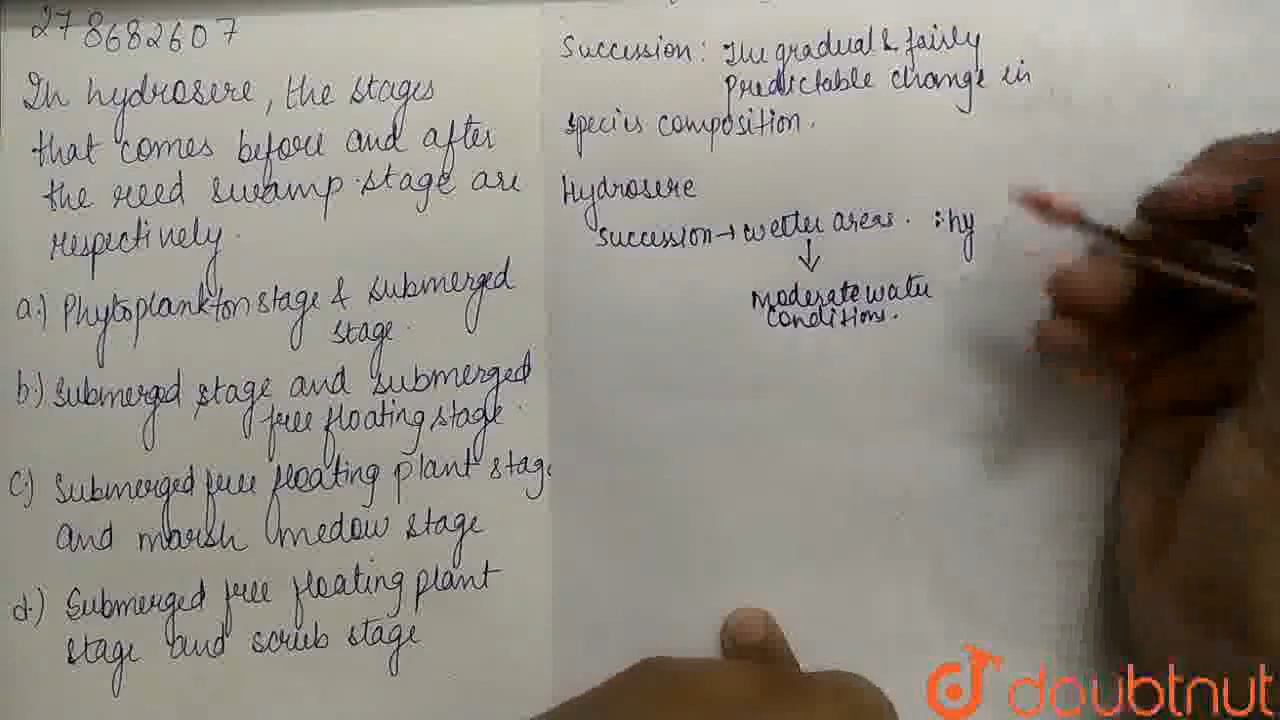 278682607
In hydrosere, the stages
that comes before and after
the reed swamp stage are
respectively.
a.) Phytoplankton stage & submerged
stage.
b.) Submerged stage and submerged
free floating stage.
c.) Submerged free floating plant stage
and marsh medow stage
d.) Submerged free floating plant
stage and scrub stage
Succession: The gradual & fairly
predictable change in
species composition.
Hydrosere
succession → wetter areas. : hy
↓
Moderate water
conditions.
doubtnut